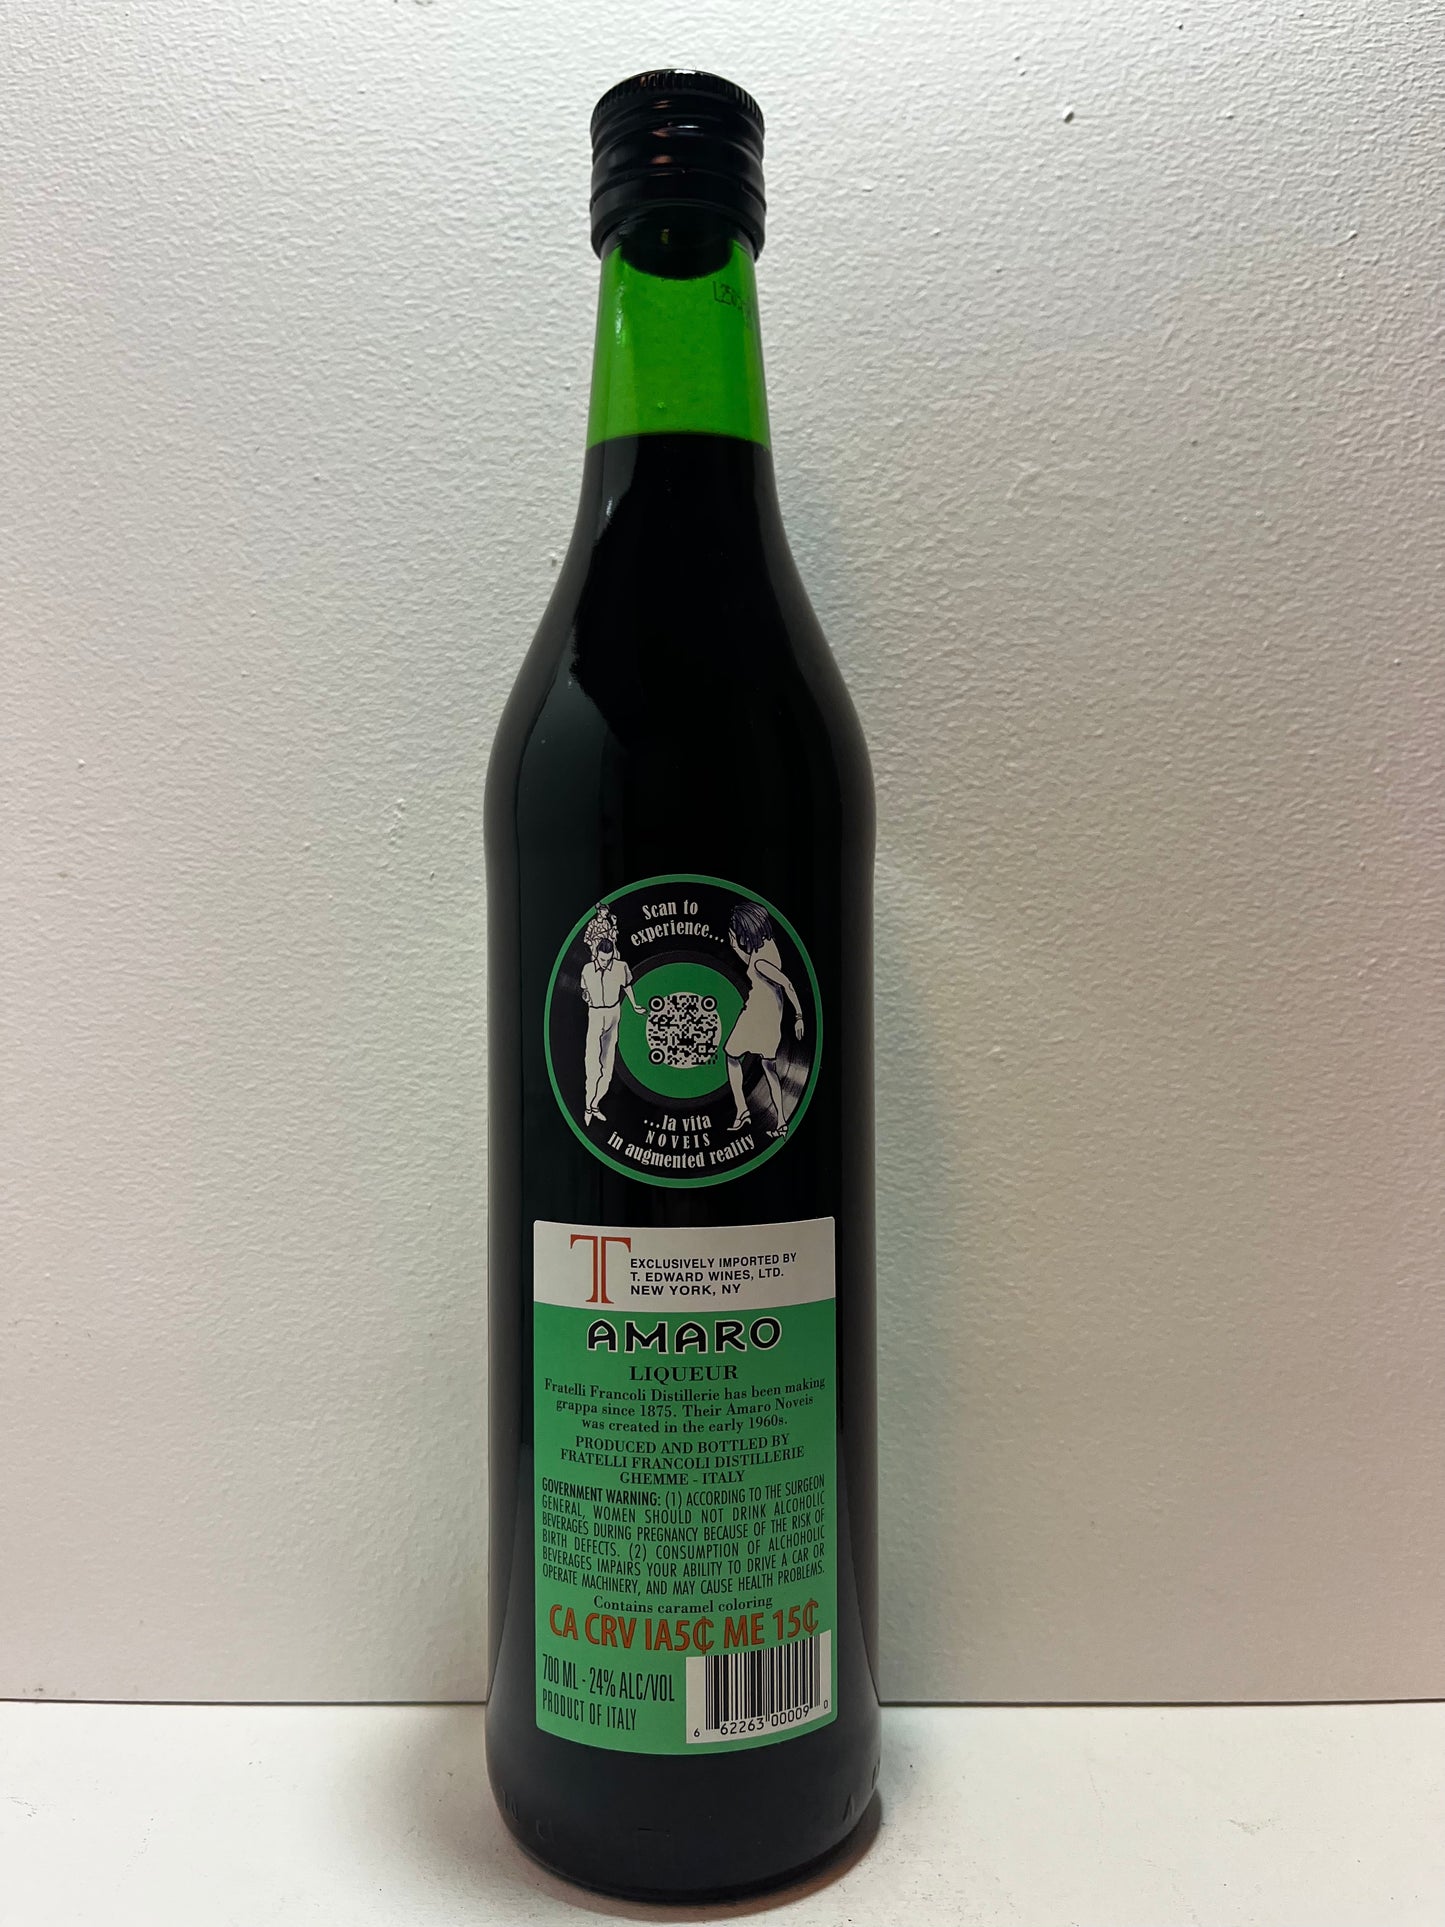 Scan to
experience...
...la vita
NOVEIS
in augmented reality
T
EXCLUSIVELY IMPORTED BY
T. EDWARD WINES, LTD.
NEW YORK, NY
AMARO
LIQUEUR
Fratelli Francoli Distillerie has been making
grappa since 1875. Their Amaro Noveis
was created in the early 1960s.
PRODUCED AND BOTTLED BY
FRATELLI FRANCOLI DISTILLERIE
GHEMME - ITALY
GOVERNMENT WARNING: (1) ACCORDING TO THE SURGEON
GENERAL, WOMEN SHOULD NOT DRINK ALCOHOLIC
BEVERAGES DURING PREGNANCY BECAUSE OF THE RISK OF
BIRTH DEFECTS. (2) CONSUMPTION OF ALCHOHOLIC
BEVERAGES IMPAIRS YOUR ABILITY TO DRIVE A CAR OR
OPERATE MACHINERY, AND MAY CAUSE HEALTH PROBLEMS.
Contains caramel coloring
CA CRV IA5₵ ME 15₵
700 ML - 24% ALC/VOL
PRODUCT OF ITALY
6 62263 00009 0